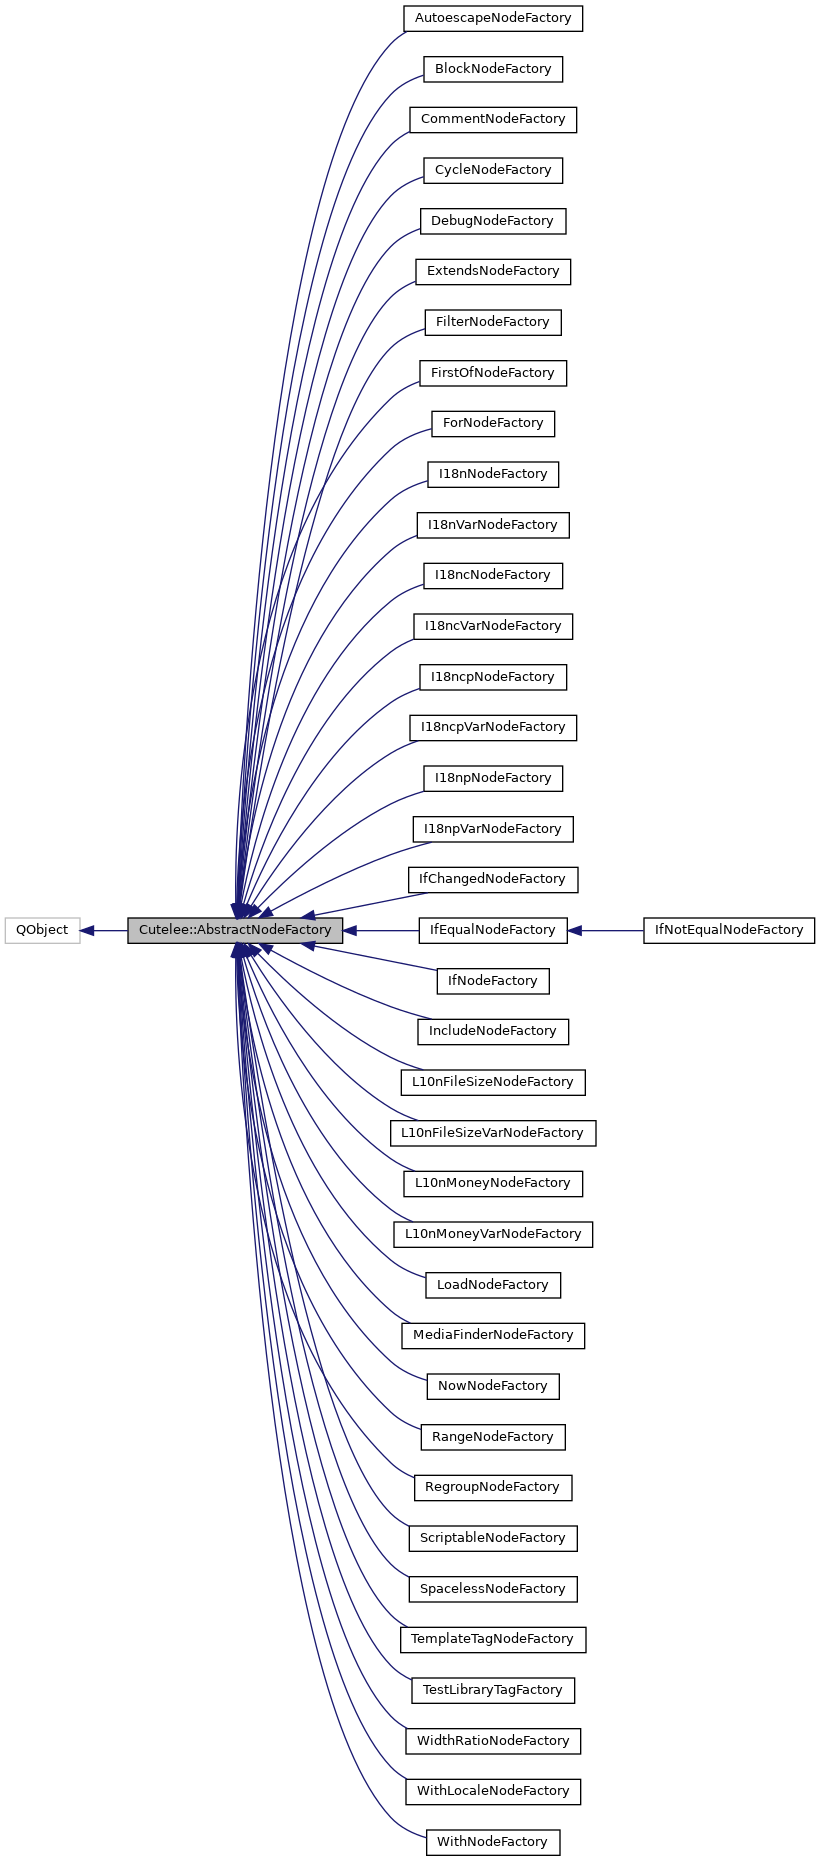 AutoescapeNodeFactory
BlockNodeFactory
CommentNodeFactory
CycleNodeFactory
DebugNodeFactory
ExtendsNodeFactory
FilterNodeFactory
FirstOfNodeFactory
ForNodeFactory
I18nNodeFactory
I18nVarNodeFactory
I18ncNodeFactory
I18ncVarNodeFactory
I18ncpNodeFactory
I18ncpVarNodeFactory
I18npNodeFactory
I18npVarNodeFactory
IfChangedNodeFactory
QObject Cutelee::AbstractNodeFactory IfEqualNodeFactory IfNotEqualNodeFactory
IfNodeFactory
IncludeNodeFactory
L10nFileSizeNodeFactory
L10nFileSizeVarNodeFactory
L10nMoneyNodeFactory
L10nMoneyVarNodeFactory
LoadNodeFactory
MediaFinderNodeFactory
NowNodeFactory
RangeNodeFactory
RegroupNodeFactory
ScriptableNodeFactory
SpacelessNodeFactory
TemplateTagNodeFactory
TestLibraryTagFactory
WidthRatioNodeFactory
WithLocaleNodeFactory
WithNodeFactory